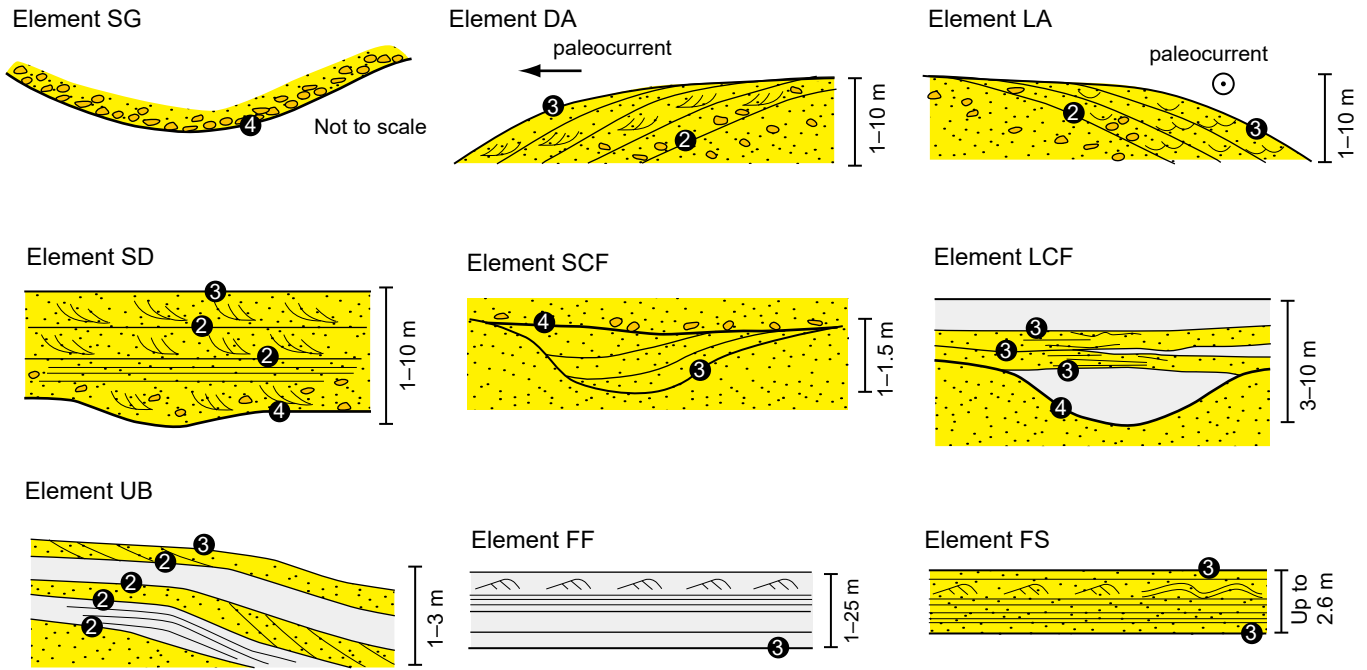 Element SG
4
Not to scale
Element DA
paleocurrent
3
2
1–10 m
Element LA
paleocurrent
2
3
1–10 m
Element SD
3
2
2
4
1–10 m
Element SCF
4
3
1–1.5 m
Element LCF
3
3
3
4
3–10 m
Element UB
3
2
2
2
2
1–3 m
Element FF
3
1–25 m
Element FS
3
3
Up to
2.6 m